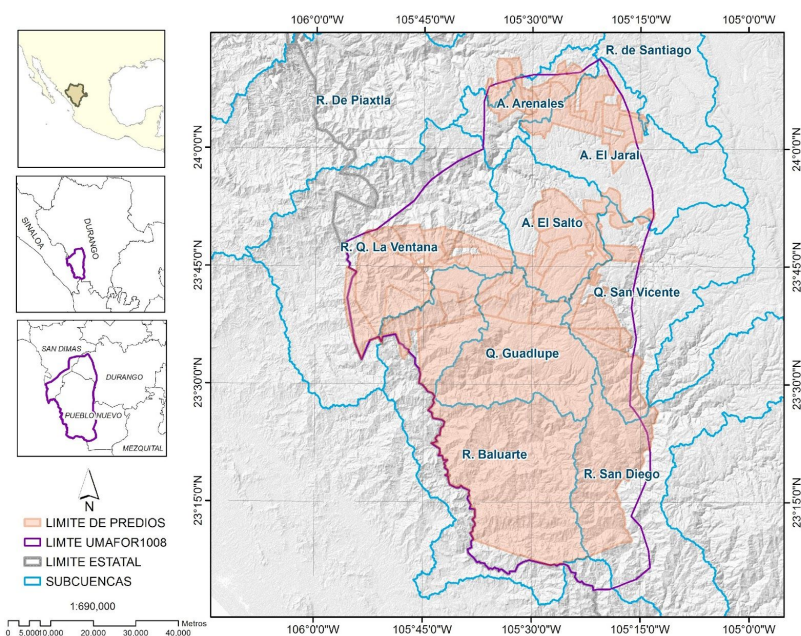 106°0'0"W 105°45'0"W 105°30'0"W 105°15'0"W 105°0'0"W
R. de Santiago
R. De Piaxtla
A. Arenales
24°0'0"N
24°0'0"N
A. El Jaral
A. El Salto
SINALOA
DURANGO
R. Q. La Ventana
23°45'0"N
23°45'0"N
Q. San Vicente
SAN DIMAS
DURANGO
PUEBLO NUEVO
MEZQUITAL
Q. Guadlupe
23°30'0"N
23°30'0"N
R. Baluarte
R. San Diego
23°15'0"N
23°15'0"N
N
LIMITE DE PREDIOS
LIMTE UMAFOR1008
LIMITE ESTATAL
SUBCUENCAS
1:690,000
Metros
0 5.00010.000 20.000 30.000 40.000
106°0'0"W 105°45'0"W 105°30'0"W 105°15'0"W 105°0'0"W